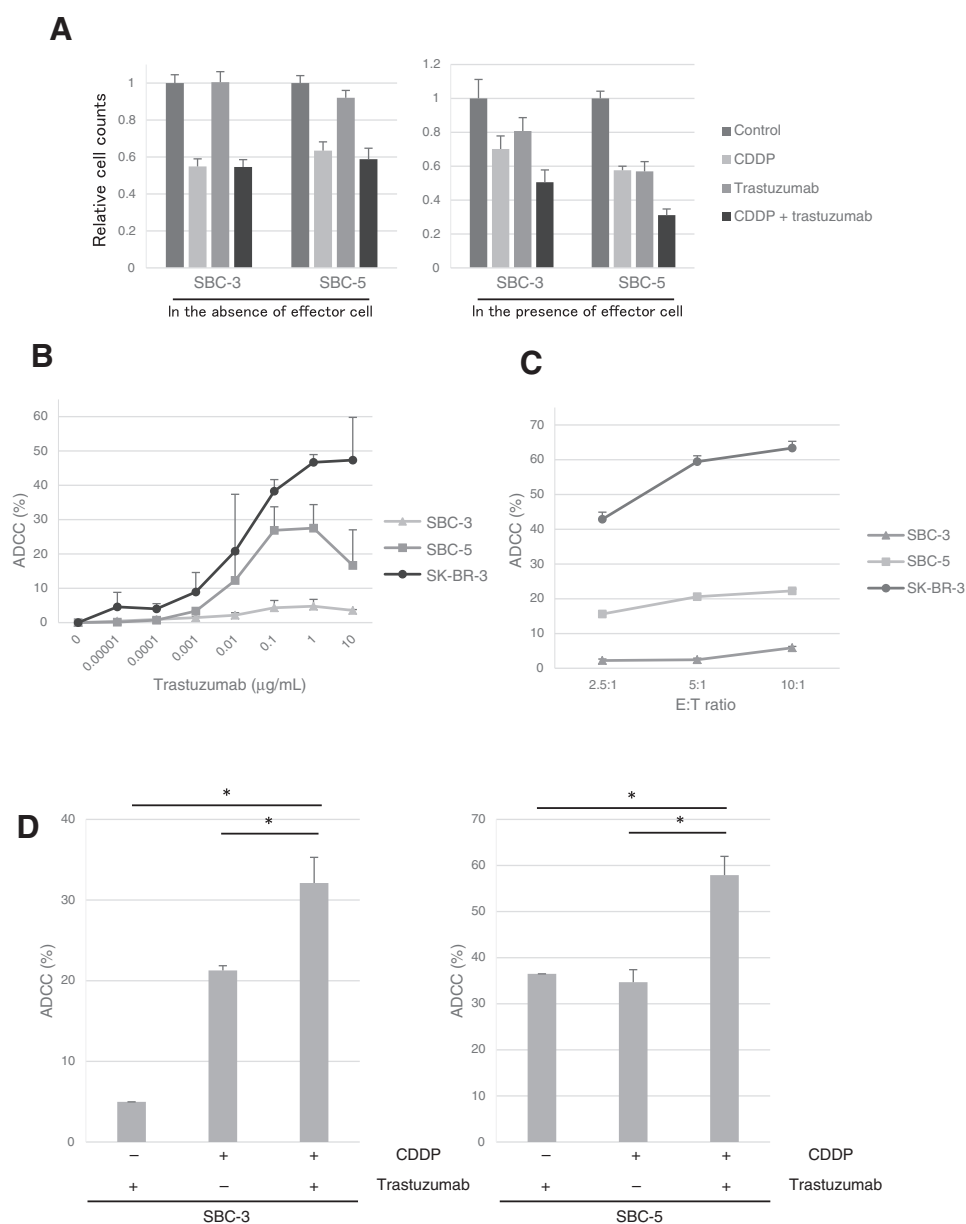 A
Relative cell counts
1
0.8
0.6
0.4
0.2
0
SBC-3
SBC-5
In the absence of effector cell
1.2
1
0.8
0.6
0.4
0.2
0
SBC-3
SBC-5
In the presence of effector cell
Control
CDDP
Trastuzumab
CDDP + trastuzumab
B
ADCC (%)
60
50
40
30
20
10
0
0
0.00001
0.0001
0.001
0.01
0.1
1
10
Trastuzumab (μg/mL)
SBC-3
SBC-5
SK-BR-3
C
ADCC (%)
70
60
50
40
30
20
10
0
2.5:1
5:1
10:1
E:T ratio
SBC-3
SBC-5
SK-BR-3
D
ADCC (%)
40
30
20
10
0
*
*
– + + CDDP
+ – + Trastuzumab
SBC-3
ADCC (%)
70
60
50
40
30
20
10
0
*
*
– + + CDDP
+ – + Trastuzumab
SBC-5